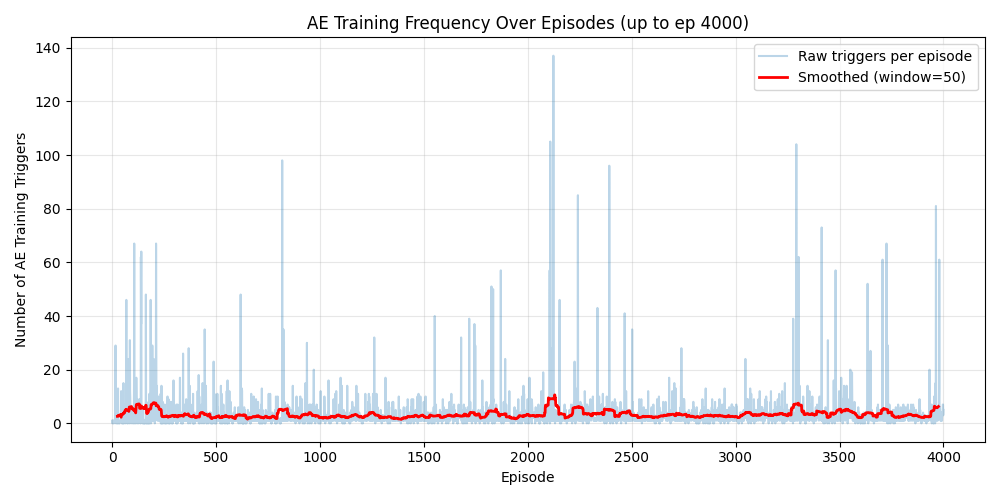 AE Training Frequency Over Episodes (up to ep 4000)
Raw triggers per episode
Smoothed (window=50)
Number of AE Training Triggers
140
120
100
80
60
40
20
0
0 500 1000 1500 2000 2500 3000 3500 4000
Episode